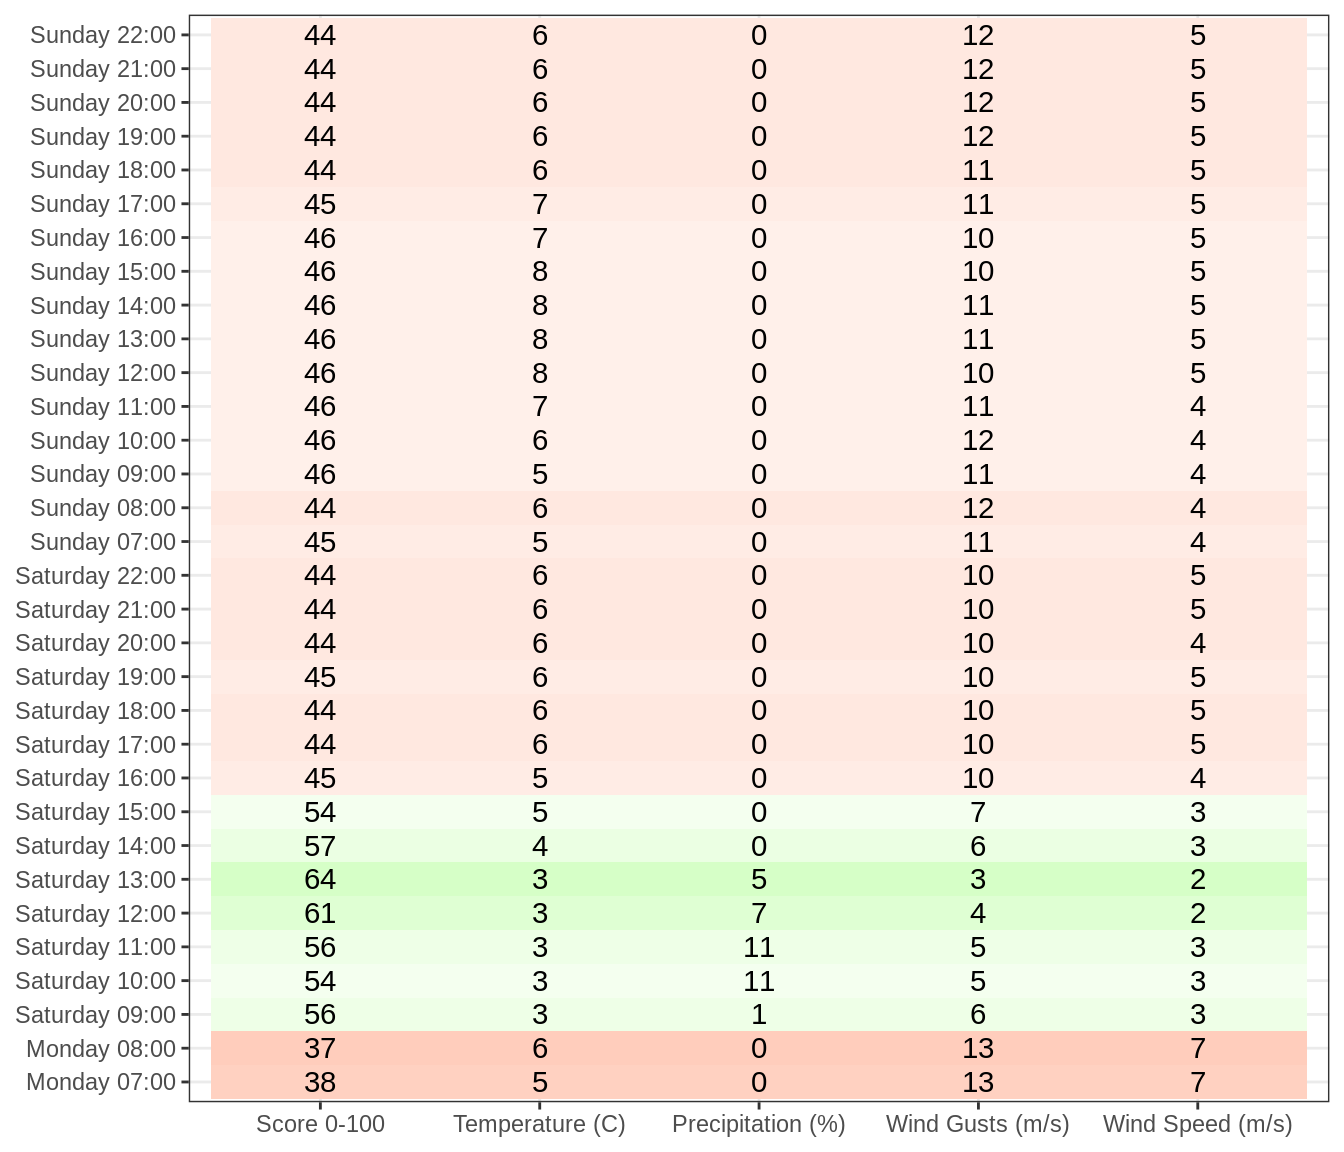 Sunday 22:00 44 6 0 12 5
Sunday 21:00 44 6 0 12 5
Sunday 20:00 44 6 0 12 5
Sunday 19:00 44 6 0 12 5
Sunday 18:00 44 6 0 11 5
Sunday 17:00 45 7 0 11 5
Sunday 16:00 46 7 0 10 5
Sunday 15:00 46 8 0 10 5
Sunday 14:00 46 8 0 11 5
Sunday 13:00 46 8 0 11 5
Sunday 12:00 46 8 0 10 5
Sunday 11:00 46 7 0 11 4
Sunday 10:00 46 6 0 12 4
Sunday 09:00 46 5 0 11 4
Sunday 08:00 44 6 0 12 4
Sunday 07:00 45 5 0 11 4
Saturday 22:00 44 6 0 10 5
Saturday 21:00 44 6 0 10 5
Saturday 20:00 44 6 0 10 4
Saturday 19:00 45 6 0 10 5
Saturday 18:00 44 6 0 10 5
Saturday 17:00 44 6 0 10 5
Saturday 16:00 45 5 0 10 4
Saturday 15:00 54 5 0 7 3
Saturday 14:00 57 4 0 6 3
Saturday 13:00 64 3 5 3 2
Saturday 12:00 61 3 7 4 2
Saturday 11:00 56 3 11 5 3
Saturday 10:00 54 3 11 5 3
Saturday 09:00 56 3 1 6 3
Monday 08:00 37 6 0 13 7
Monday 07:00 38 5 0 13 7
Score 0-100 Temperature (C) Precipitation (%) Wind Gusts (m/s) Wind Speed (m/s)